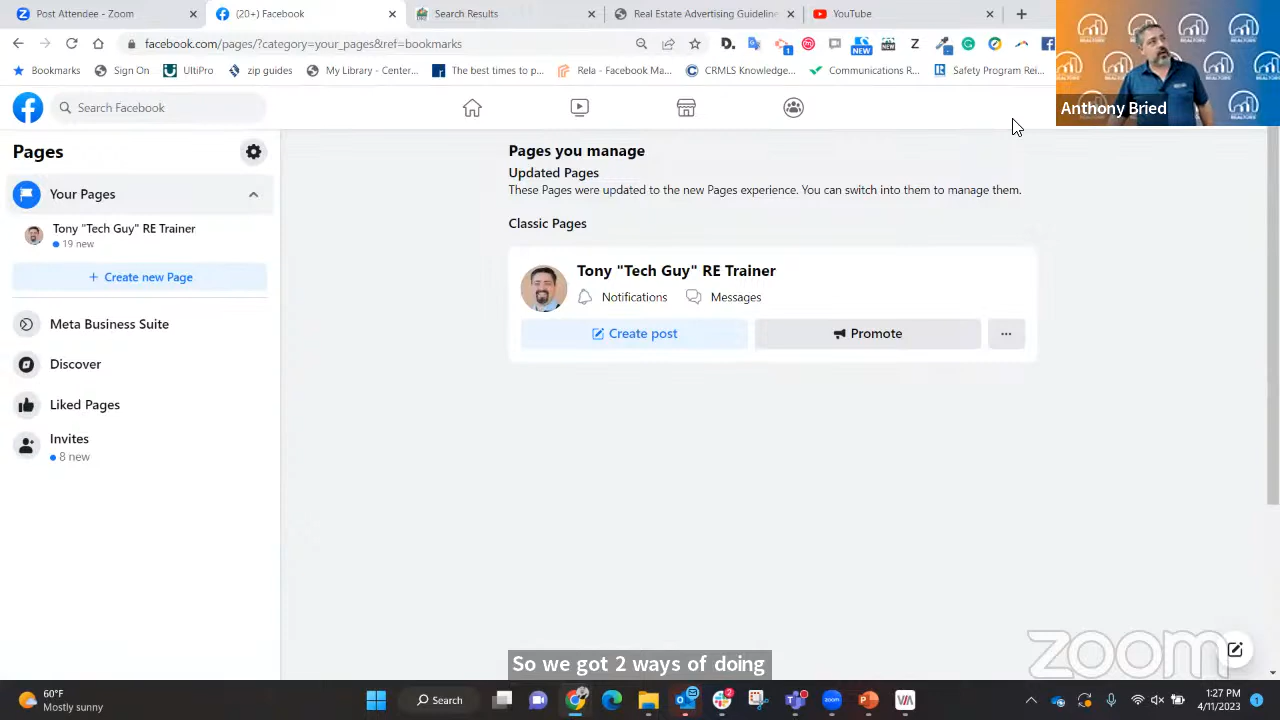 Post Attendee - Zoom
(20+) Facebook
Search Results
Real Estate Advertising Guideline
YouTube
facebook.com/pages/?category=your_pages&ref=bookmarks
Bookmarks
Sign On
UltiPro
zip guides
My Library - Center...
The best times to p...
Rela - Facebook Ma...
CRMLS Knowledge...
Communications R...
Safety Program Rei...
Anthony Bried
REALTORS
Search Facebook
Pages
Your Pages
Tony "Tech Guy" RE Trainer
19 new
+ Create new Page
Meta Business Suite
Discover
Liked Pages
Invites
8 new
Pages you manage
Updated Pages
These Pages were updated to the new Pages experience. You can switch into them to manage them.
Classic Pages
Tony "Tech Guy" RE Trainer
Notifications
Messages
Create post
Promote
So we got 2 ways of doing
zoom
60°F
Mostly sunny
Search
1:27 PM
4/11/2023